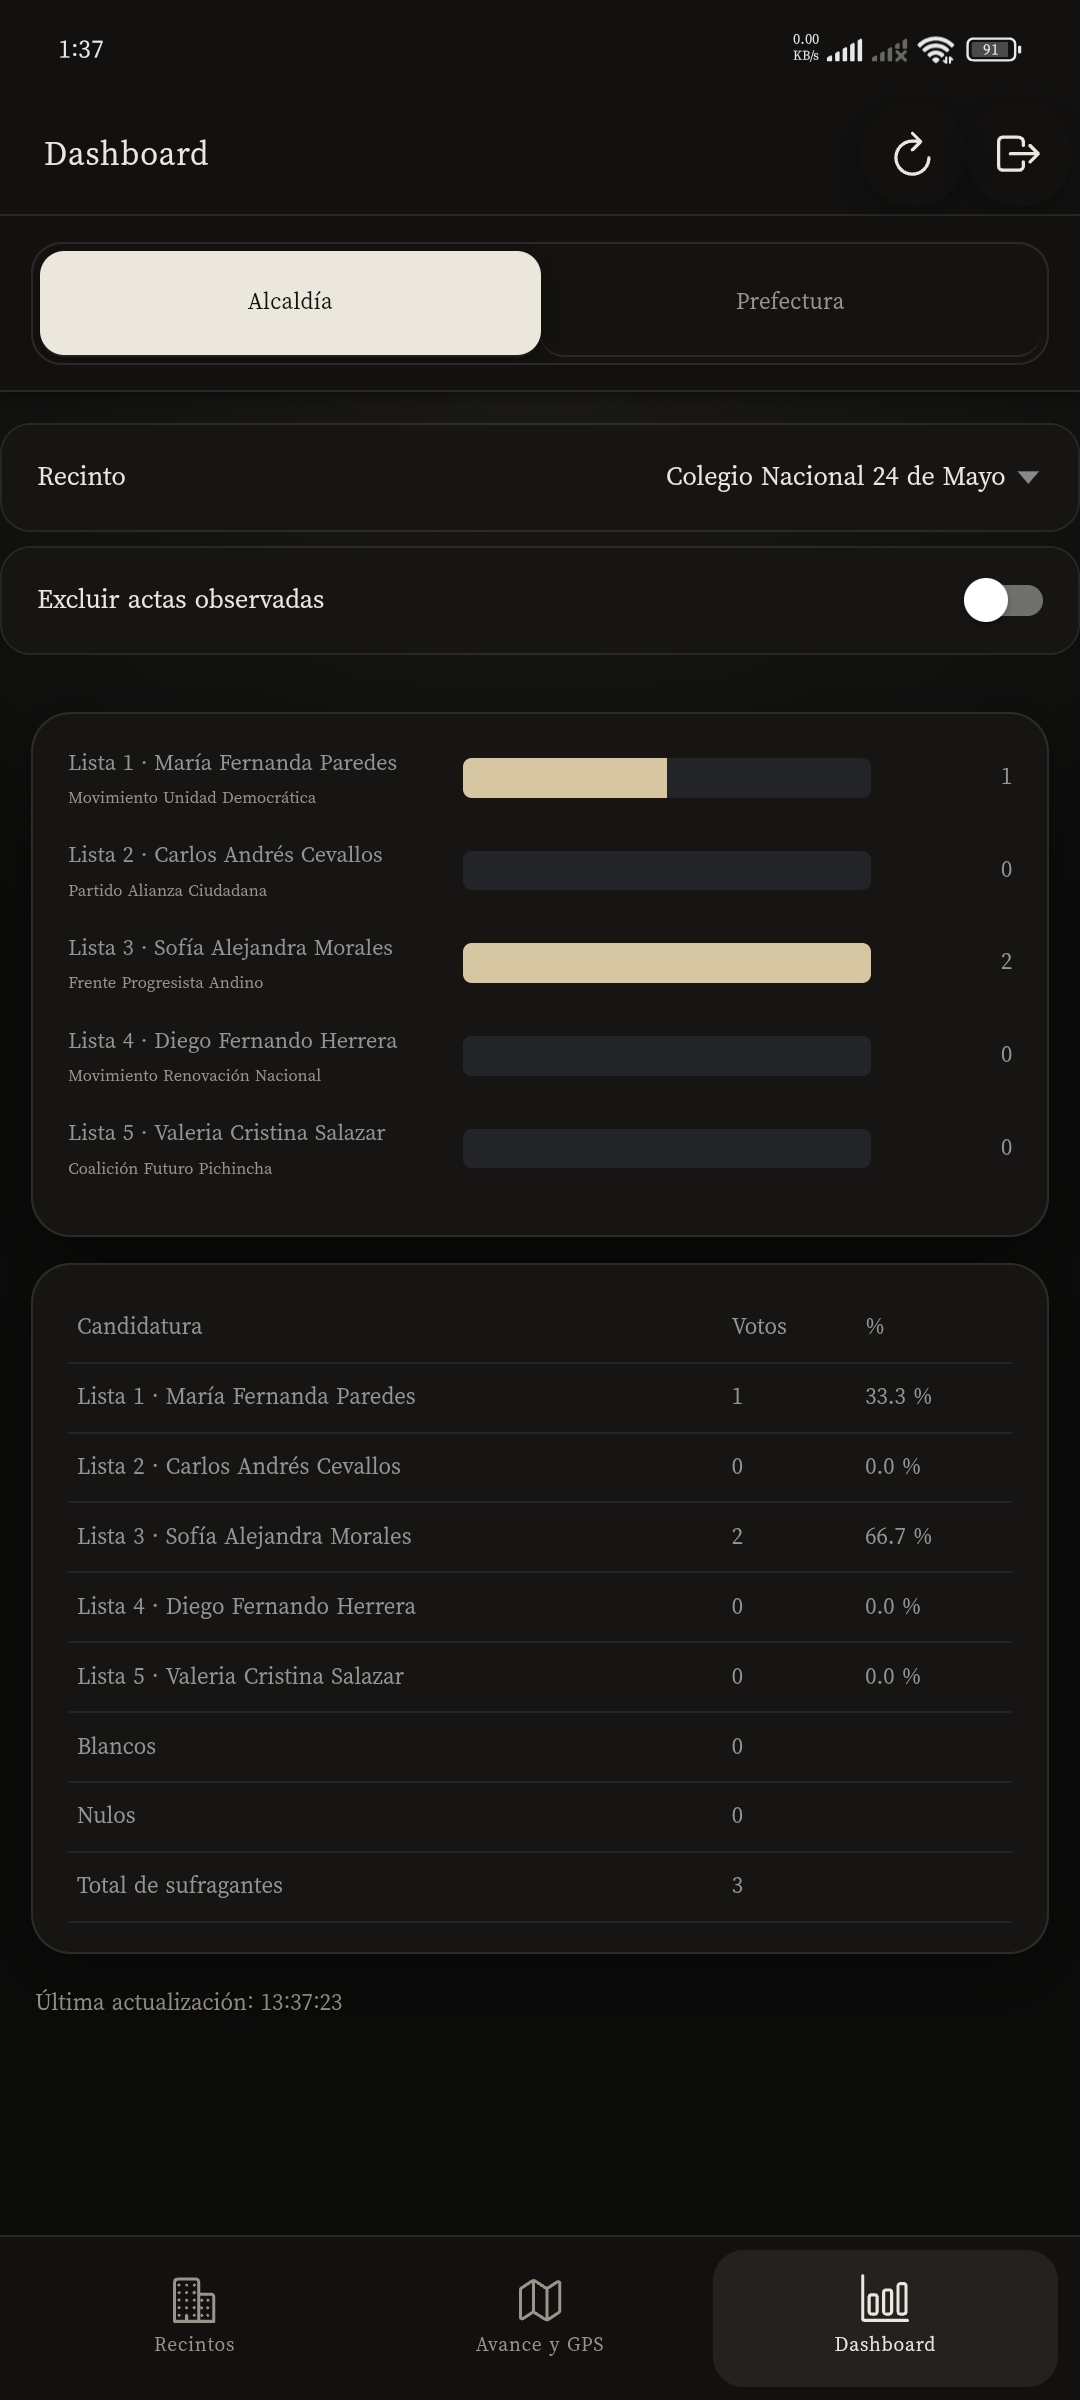 1:37
0.00
KB/s
91
Dashboard
Alcaldía
Prefectura
Recinto
Colegio Nacional 24 de Mayo
Excluir actas observadas
Lista 1 · María Fernanda Paredes
Movimiento Unidad Democrática
1
Lista 2 · Carlos Andrés Cevallos
Partido Alianza Ciudadana
0
Lista 3 · Sofía Alejandra Morales
Frente Progresista Andino
2
Lista 4 · Diego Fernando Herrera
Movimiento Renovación Nacional
0
Lista 5 · Valeria Cristina Salazar
Coalición Futuro Pichincha
0
Candidatura Votos %
Lista 1 · María Fernanda Paredes 1 33.3 %
Lista 2 · Carlos Andrés Cevallos 0 0.0 %
Lista 3 · Sofía Alejandra Morales 2 66.7 %
Lista 4 · Diego Fernando Herrera 0 0.0 %
Lista 5 · Valeria Cristina Salazar 0 0.0 %
Blancos 0
Nulos 0
Total de sufragantes 3
Última actualización: 13:37:23
Recintos
Avance y GPS
Dashboard